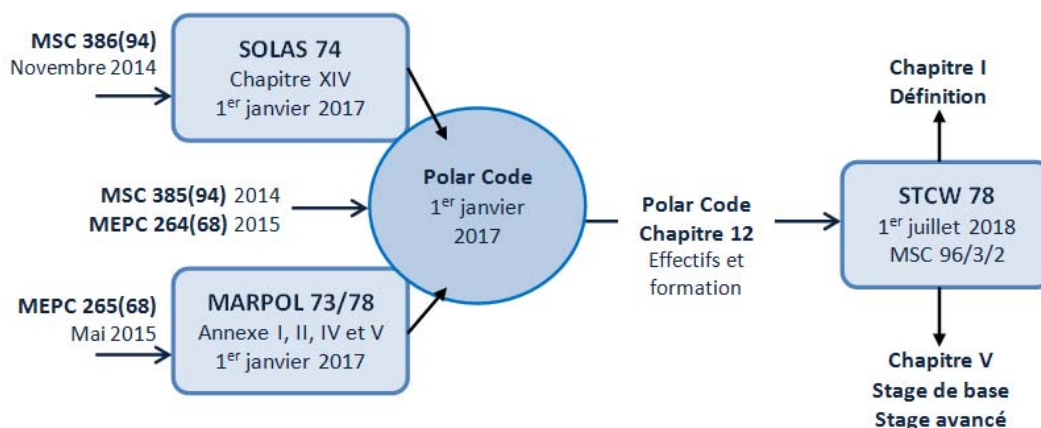 MSC 386(94)
Novembre 2014
SOLAS 74
Chapitre XIV
1er janvier 2017
MSC 385(94) 2014
MEPC 264(68) 2015
Polar Code
1er janvier
2017
MEPC 265(68)
Mai 2015
MARPOL 73/78
Annexe I, II, IV et V
1er janvier 2017
Polar Code
Chapitre 12
Effectifs et
formation
Chapitre I
Définition
STCW 78
1er juillet 2018
MSC 96/3/2
Chapitre V
Stage de base
Stage avancé